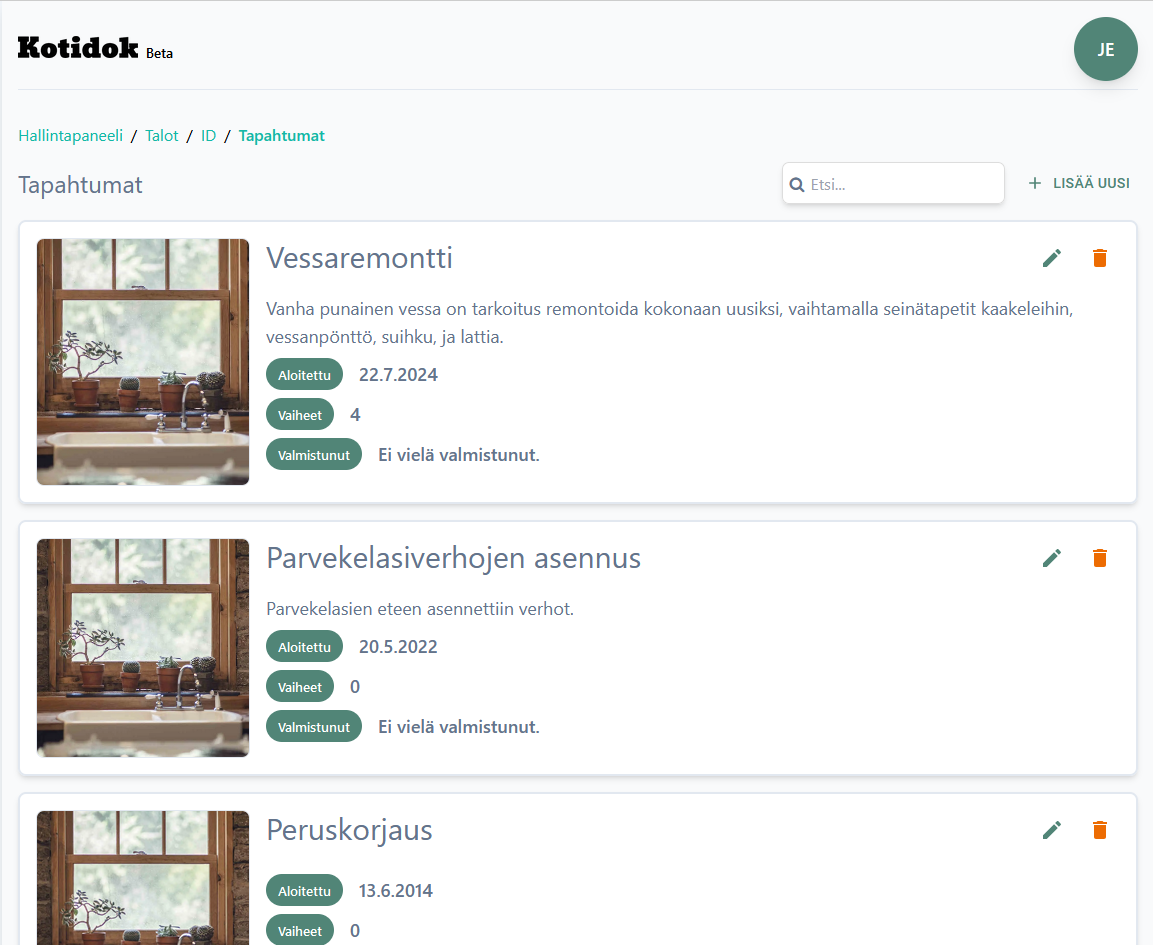 Kotidok Beta
JE
Hallintapaneeli / Talot / ID / Tapahtumat
Tapahtumat
Etsi...
+ LISÄÄ UUSI
Vessaremontti
Vanha punainen vessa on tarkoitus remontoida kokonaan uusiksi, vaihtamalla seinätapetit kaakeleihin,
vessanpönttö, suihku, ja lattia.
Aloitettu 22.7.2024
Vaiheet 4
Valmistunut Ei vielä valmistunut.
Parvekelasiverhojen asennus
Parvekelasien eteen asennettiin verhot.
Aloitettu 20.5.2022
Vaiheet 0
Valmistunut Ei vielä valmistunut.
Peruskorjaus
Aloitettu 13.6.2014
Vaiheet 0